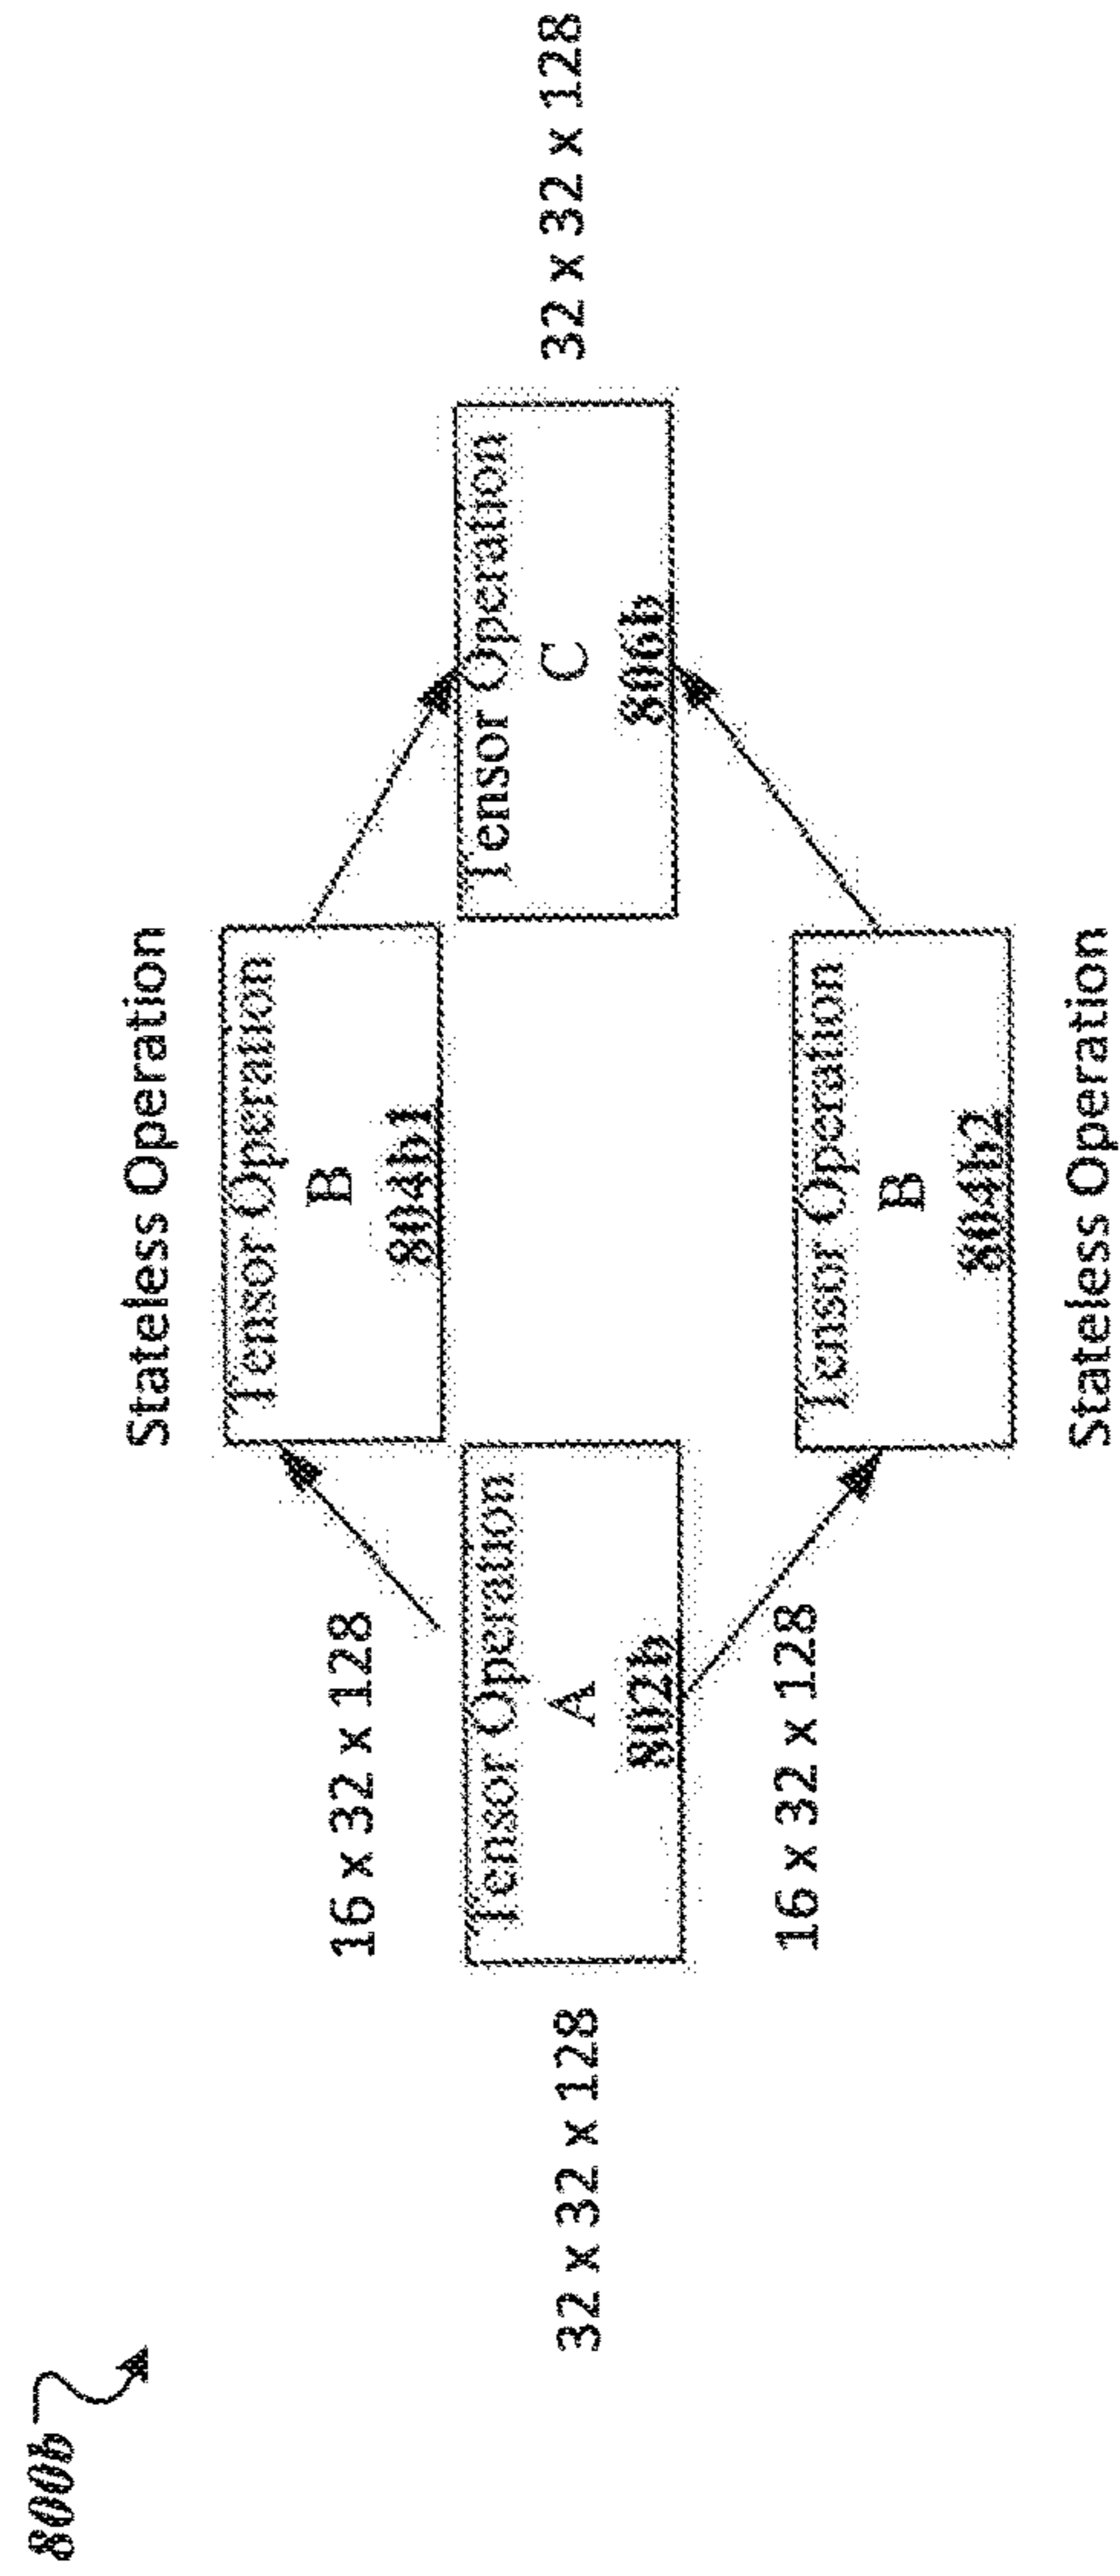 800b
Stateless Operation
Tensor Operation
B
804b1
16 x 32 x 128
32 x 32 x 128
Tensor Operation
A
802b
Tensor Operation
C
806b
32 x 32 x 128
16 x 32 x 128
Tensor Operation
B
804b2
Stateless Operation